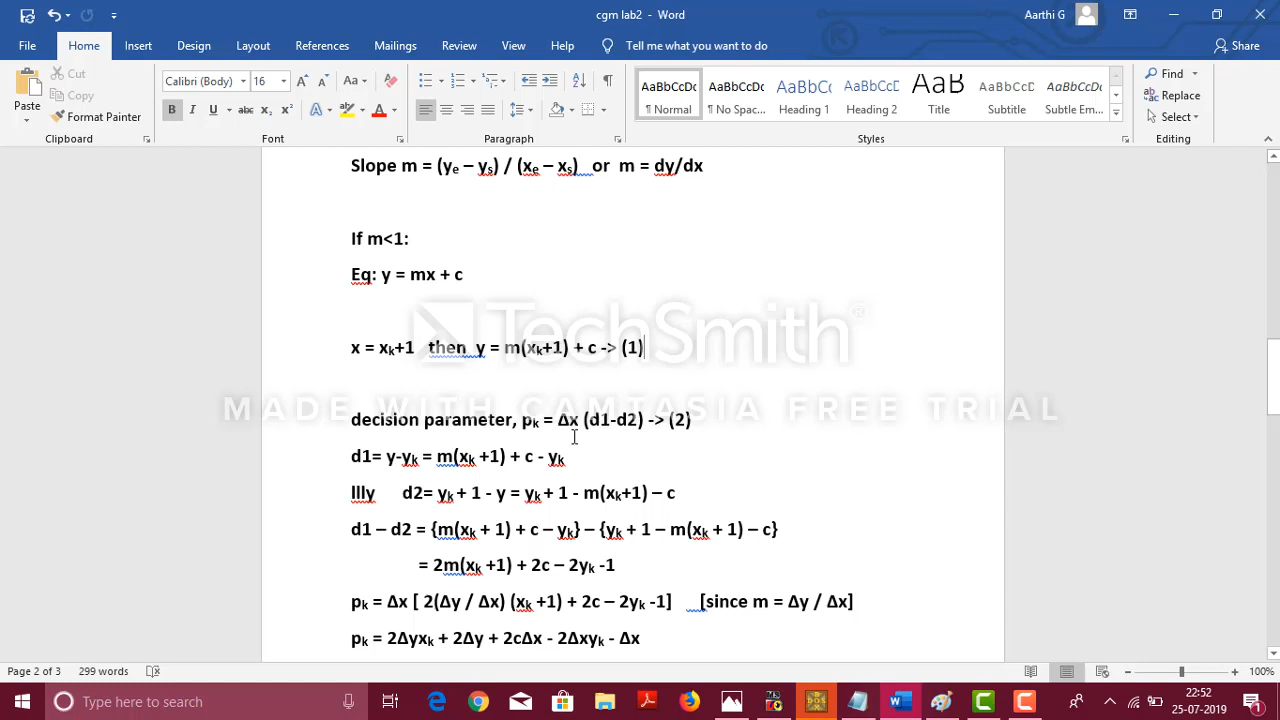 cgm lab2 - Word
Aarthi G
File Home Insert Design Layout References Mailings Review View Help Tell me what you want to do Share
Paste
Cut
Copy
Format Painter
Clipboard
Calibri (Body) 16
Font
Paragraph
AaBbCcDc ¶ Normal
AaBbCcDc ¶ No Spac...
AaBbCc Heading 1
AaBbCcC Heading 2
AaB Title
AaBbCcD Subtitle
AaBbCcDc Subtle Em...
Styles
Find
Replace
Select
Editing
Slope m = (yₑ – yₛ) / (xₑ – xₛ) or m = dy/dx
If m<1:
Eq: y = mx + c
x = xₖ+1 then y = m(xₖ+1) + c -> (1)
TechSmith®
MADE WITH CAMTASIA FREE TRIAL
decision parameter, pₖ = Δx (d1-d2) -> (2)
d1= y-yₖ = m(xₖ +1) + c - yₖ
llly d2= yₖ + 1 - y = yₖ + 1 - m(xₖ+1) – c
d1 – d2 = {m(xₖ + 1) + c – yₖ} – {yₖ + 1 – m(xₖ + 1) – c}
= 2m(xₖ +1) + 2c – 2yₖ -1
pₖ = Δx [ 2(Δy / Δx) (xₖ +1) + 2c – 2yₖ -1] [since m = Δy / Δx]
pₖ = 2Δyxₖ + 2Δy + 2cΔx - 2Δxyₖ - Δx
Page 2 of 3 299 words 100%
Type here to search
22:52
25-07-2019